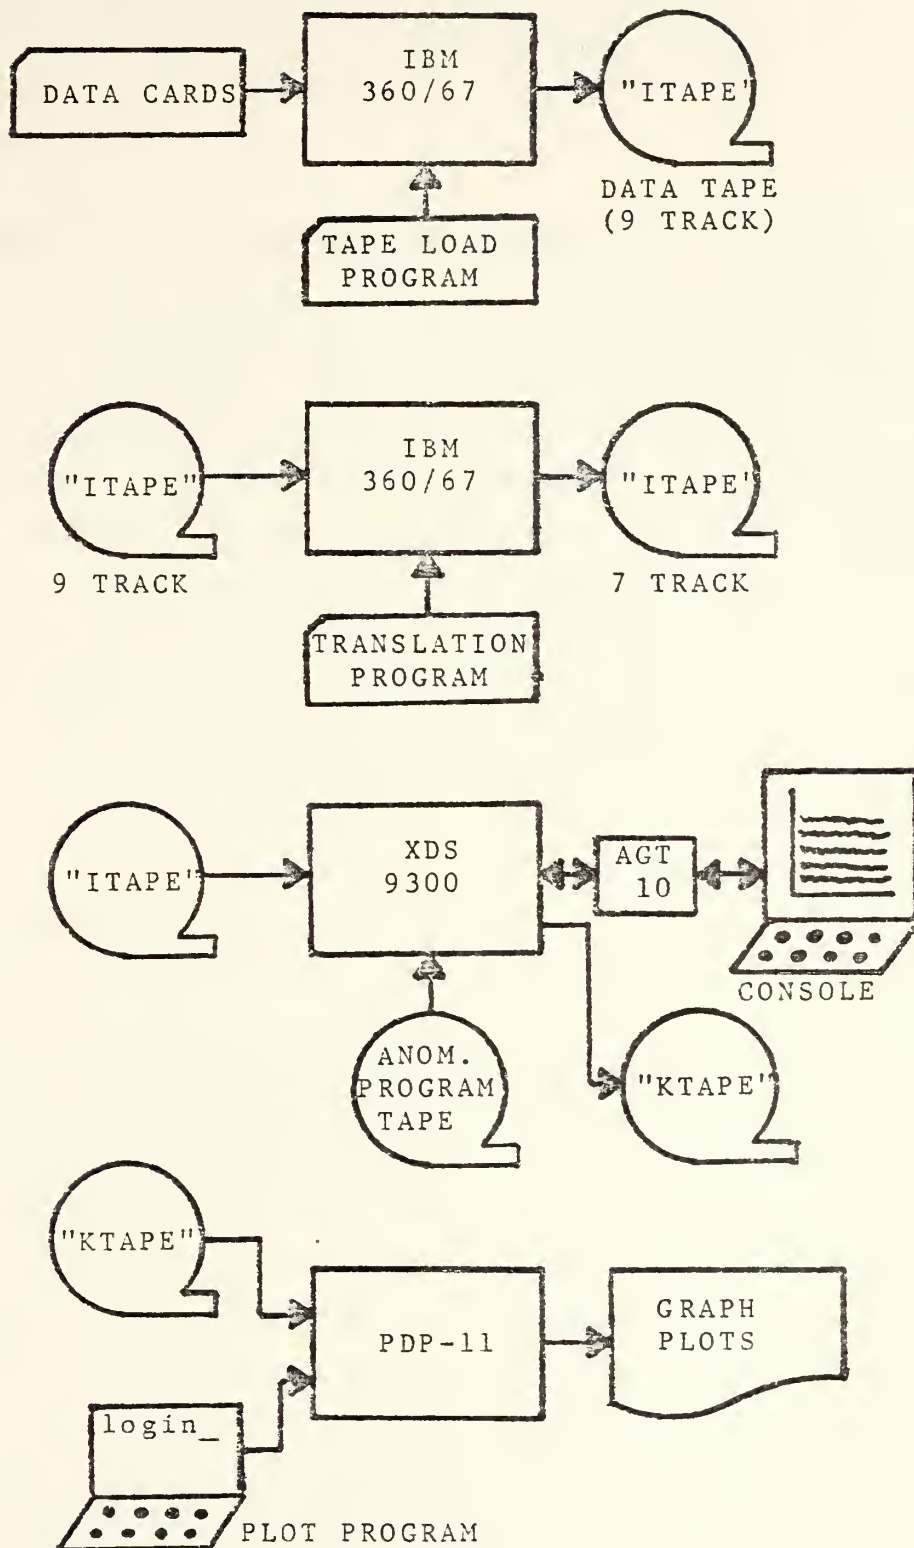 DATA CARDS
IBM
360/67
"ITAPE"
DATA TAPE
(9 TRACK)
TAPE LOAD
PROGRAM
"ITAPE"
9 TRACK
IBM
360/67
"ITAPE"
7 TRACK
TRANSLATION
PROGRAM
"ITAPE"
XDS
9300
AGT
10
CONSOLE
ANOM.
PROGRAM
TAPE
"KTAPE"
"KTAPE"
PDP-11
GRAPH
PLOTS
login_
PLOT PROGRAM